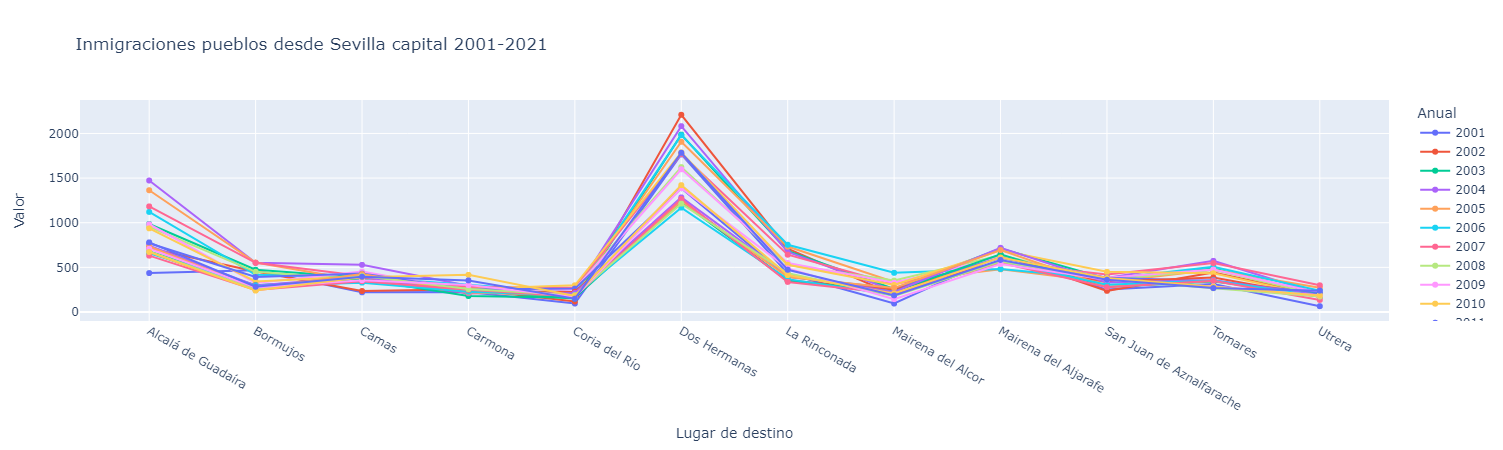 Inmigraciones pueblos desde Sevilla capital 2001-2021
Anual
2001
2002
2003
2004
2005
2006
2007
2008
2009
2010
2011
Valor
2000
1500
1000
500
0
Alcalá de Guadaíra
Bormujos
Camas
Carmona
Coria del Río
Dos Hermanas
La Rinconada
Mairena del Alcor
Mairena del Aljarafe
San Juan de Aznalfarache
Tomares
Utrera
Lugar de destino